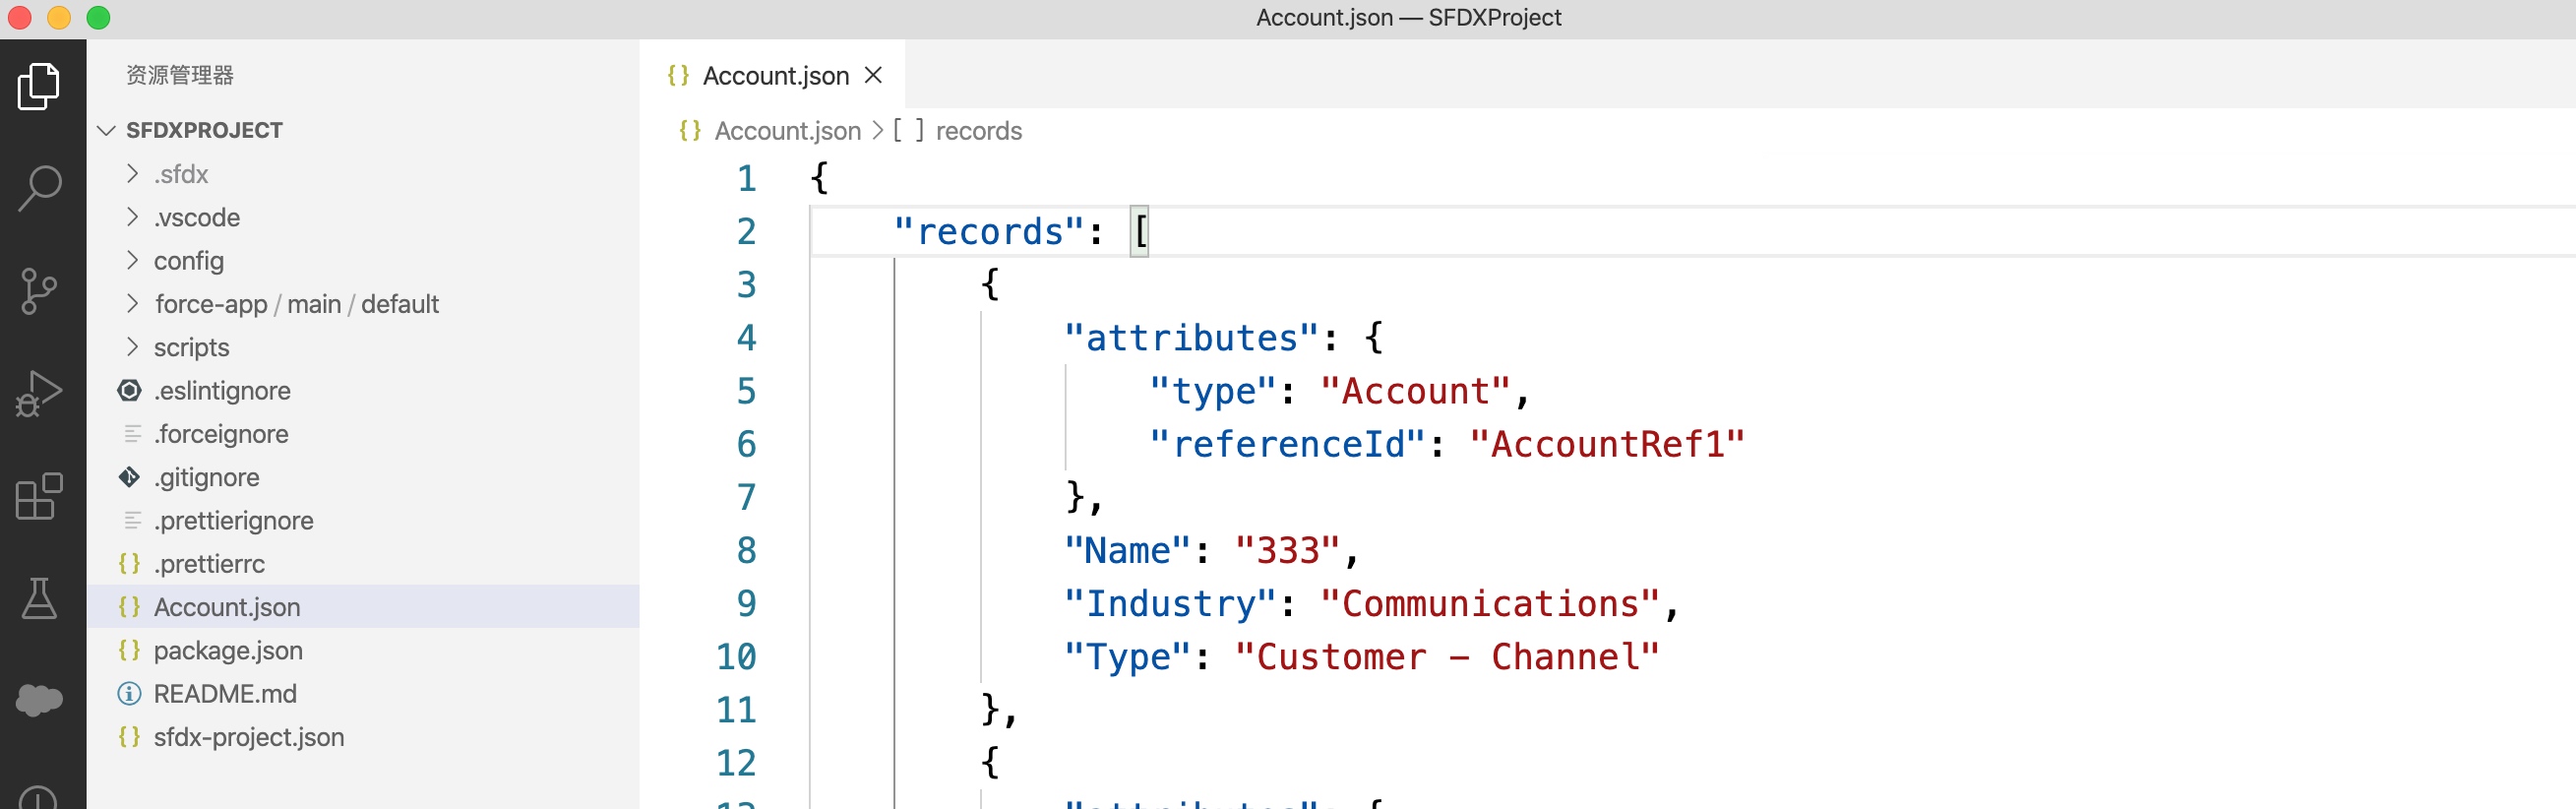 Account.json — SFDXProject
资源管理器
SFDXPROJECT
.sfdx
.vscode
config
force-app / main / default
scripts
.eslintignore
.forceignore
.gitignore
.prettierignore
.prettierrc
Account.json
package.json
README.md
sfdx-project.json
Account.json
Account.json > [ ] records
1 {
2 "records": [
3 {
4 "attributes": {
5 "type": "Account",
6 "referenceId": "AccountRef1"
7 },
8 "Name": "333",
9 "Industry": "Communications",
10 "Type": "Customer - Channel"
11 },
12 {
13 "attributes": {